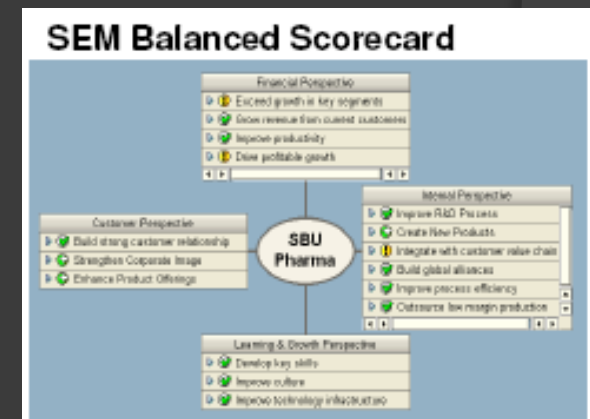 SEM Balanced Scorecard
Financial Perspective
Exceed growth in key segments
Grow revenue from current customers
Improve productivity
Drive profitable growth
Internal Perspective
Improve R&D Process
Create New Products
Integrate with customer value chain
Build global alliances
Improve process efficiency
Outsource low margin production
Customer Perspective
Build strong customer relationship
Strengthen Corporate Image
Enhance Product Offerings
SBU
Pharma
Learning & Growth Perspective
Develop key skills
Improve culture
Improve technology infrastructure